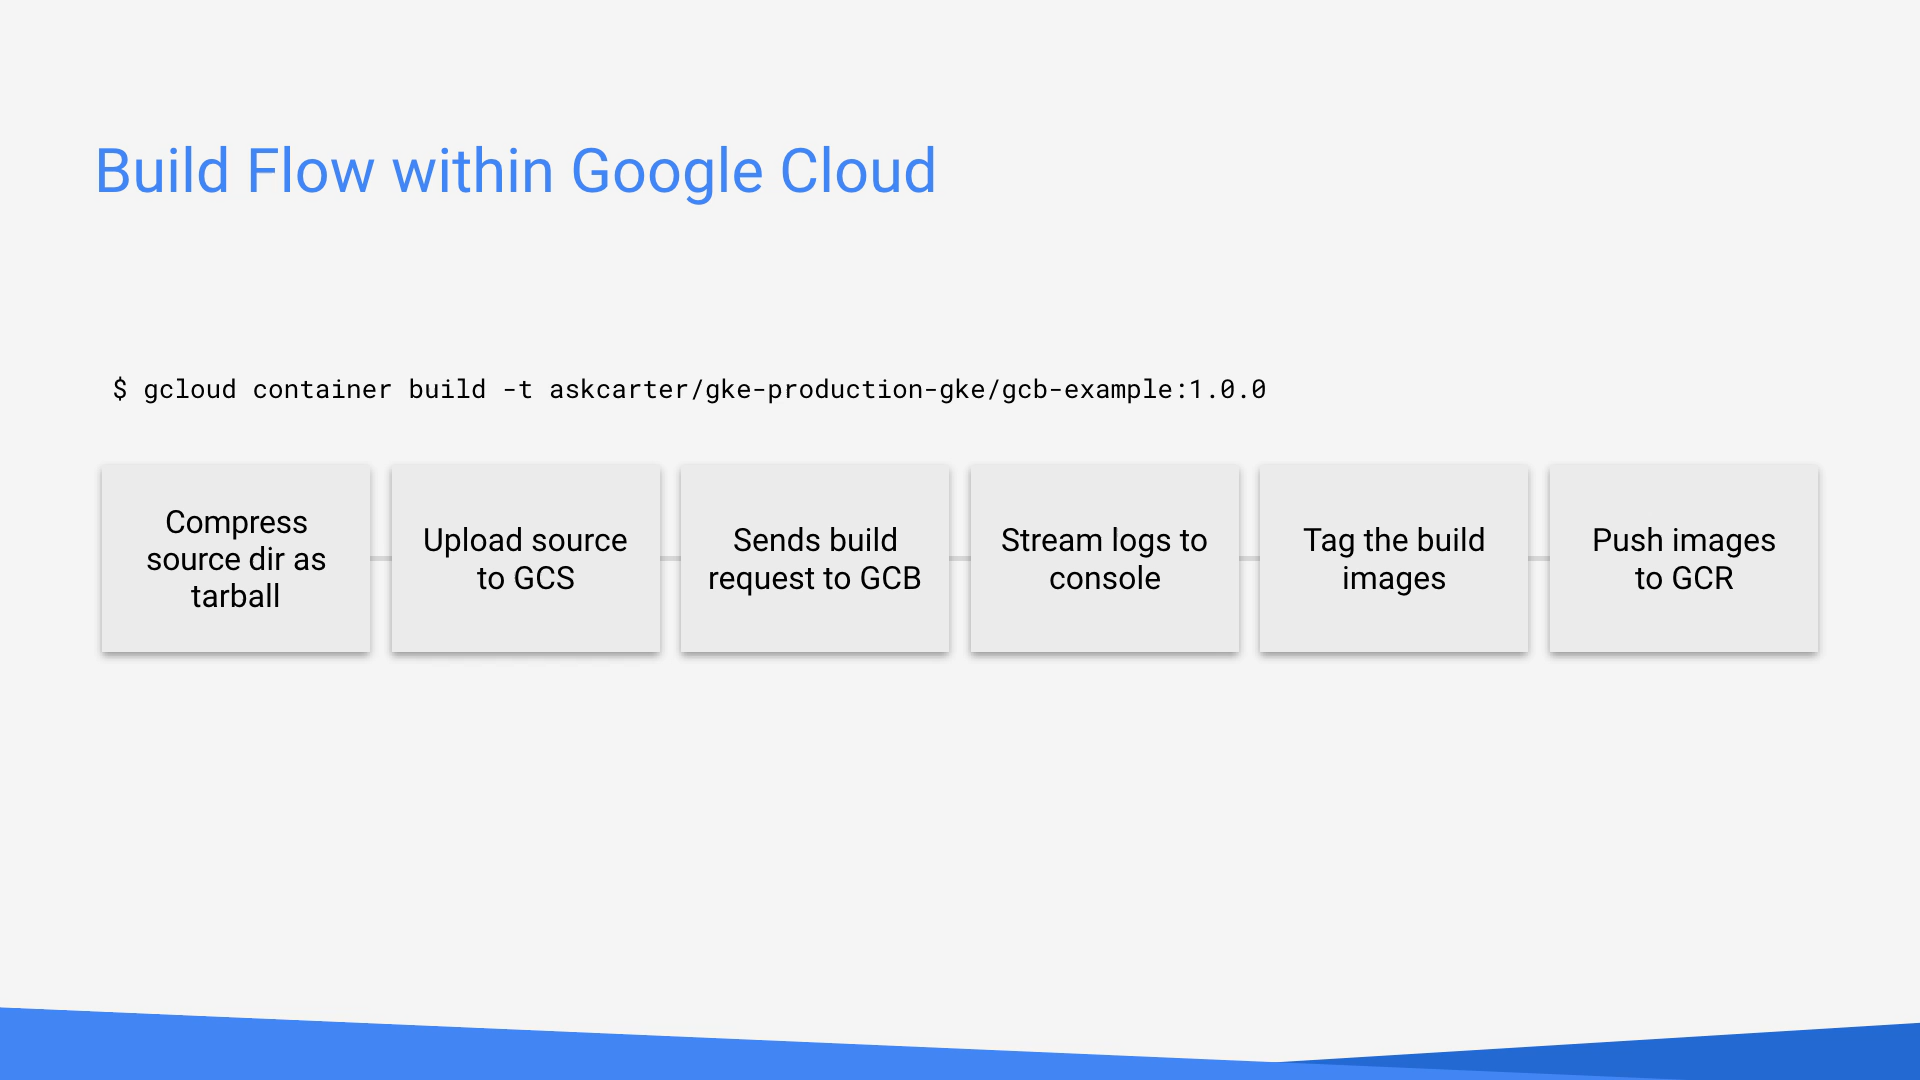 Build Flow within Google Cloud
$ gcloud container build -t askcarter/gke-production-gke/gcb-example:1.0.0
Compress
source dir as
tarball
Upload source
to GCS
Sends build
request to GCB
Stream logs to
console
Tag the build
images
Push images
to GCR